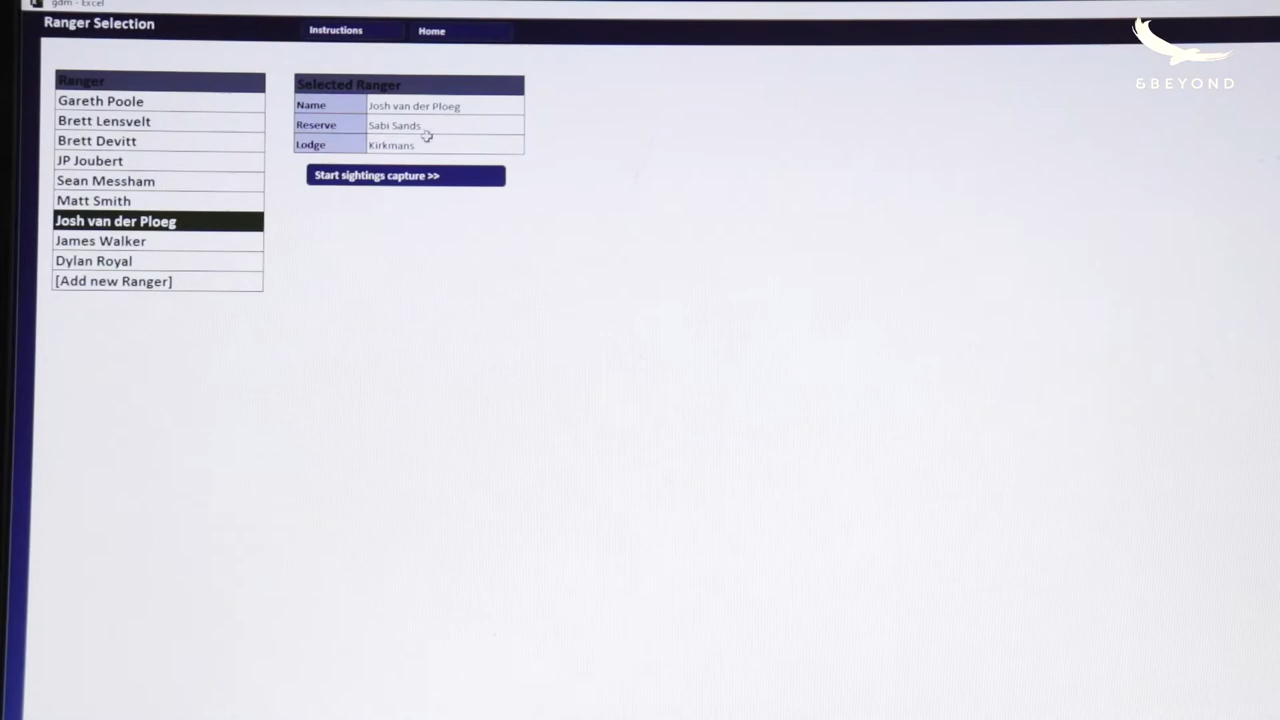 gdm - Excel
Ranger Selection
Instructions
Home
&BEYOND
Ranger
Gareth Poole
Brett Lensvelt
Brett Devitt
JP Joubert
Sean Messham
Matt Smith
Josh van der Ploeg
James Walker
Dylan Royal
[Add new Ranger]
Selected Ranger
Name Josh van der Ploeg
Reserve Sabi Sands
Lodge Kirkmans
Start sightings capture >>